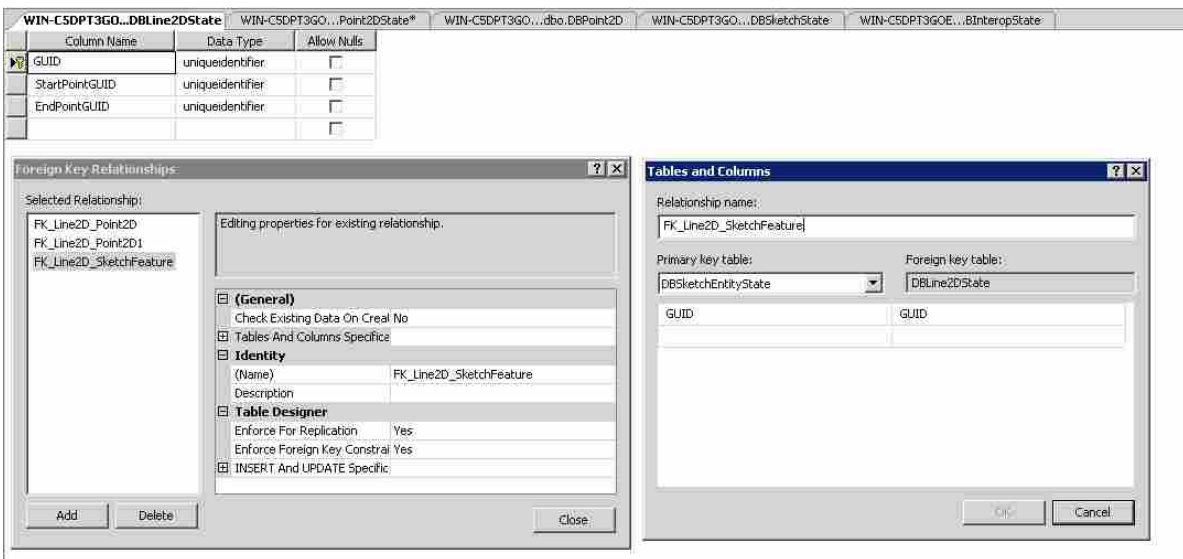 WIN-C5DPT3GO...DBLine2DState WIN-C5DPT3GO...Point2DState* WIN-C5DPT3GO...dbo.DBPoint2D WIN-C5DPT3GO...DBSketchState WIN-C5DPT3GOE...BInteropState
Column Name Data Type Allow Nulls
GUID uniqueidentifier
StartPointGUID uniqueidentifier
EndPointGUID uniqueidentifier
Foreign Key Relationships ? X
Selected Relationship:
FK_Line2D_Point2D
FK_Line2D_Point2D1
FK_Line2D_SketchFeature
Editing properties for existing relationship.
(General)
Check Existing Data On Creat No
Tables And Columns Specifica
Identity
(Name) FK_Line2D_SketchFeature
Description
Table Designer
Enforce For Replication Yes
Enforce Foreign Key Constrai Yes
INSERT And UPDATE Specific
Add Delete
Close
Tables and Columns ? X
Relationship name:
FK_Line2D_SketchFeature
Primary key table: Foreign key table:
DBSketchEntityState DBLine2DState
GUID GUID
OK Cancel